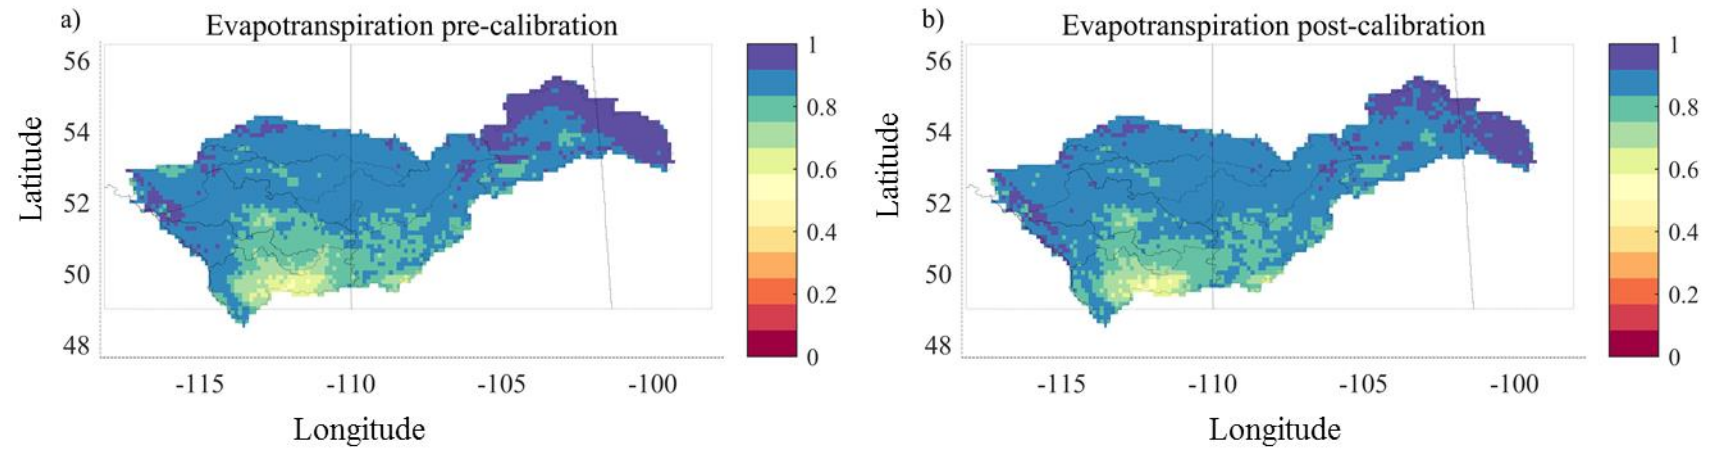 a)
Evapotranspiration pre-calibration
56
54
52
50
48
Latitude
-115 -110 -105 -100
Longitude
1
0.8
0.6
0.4
0.2
0
b)
Evapotranspiration post-calibration
56
54
52
50
48
Latitude
-115 -110 -105 -100
Longitude
1
0.8
0.6
0.4
0.2
0